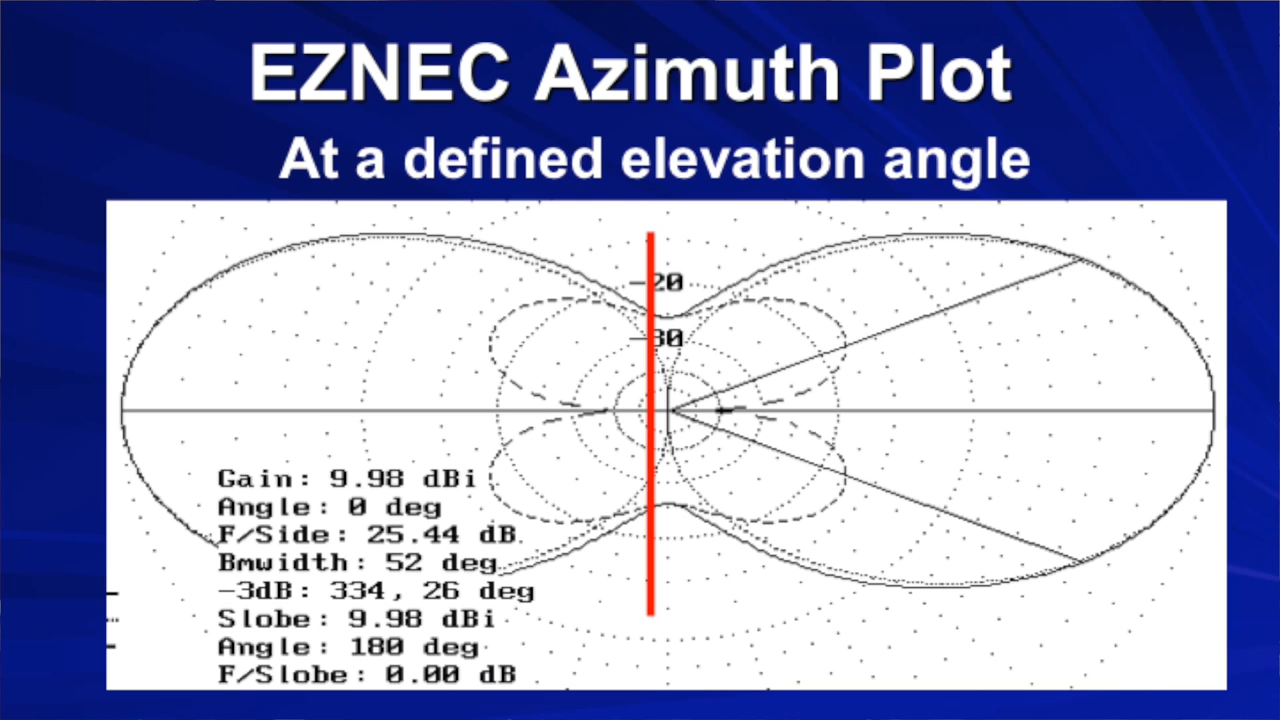 EZNEC Azimuth Plot
At a defined elevation angle
-20
-30
Gain: 9.98 dBi
Angle: 0 deg
F/Side: 25.44 dB
Bmwidth: 52 deg
-3dB: 334, 26 deg
Slobe: 9.98 dBi
Angle: 180 deg
F/Slobe: 0.00 dB